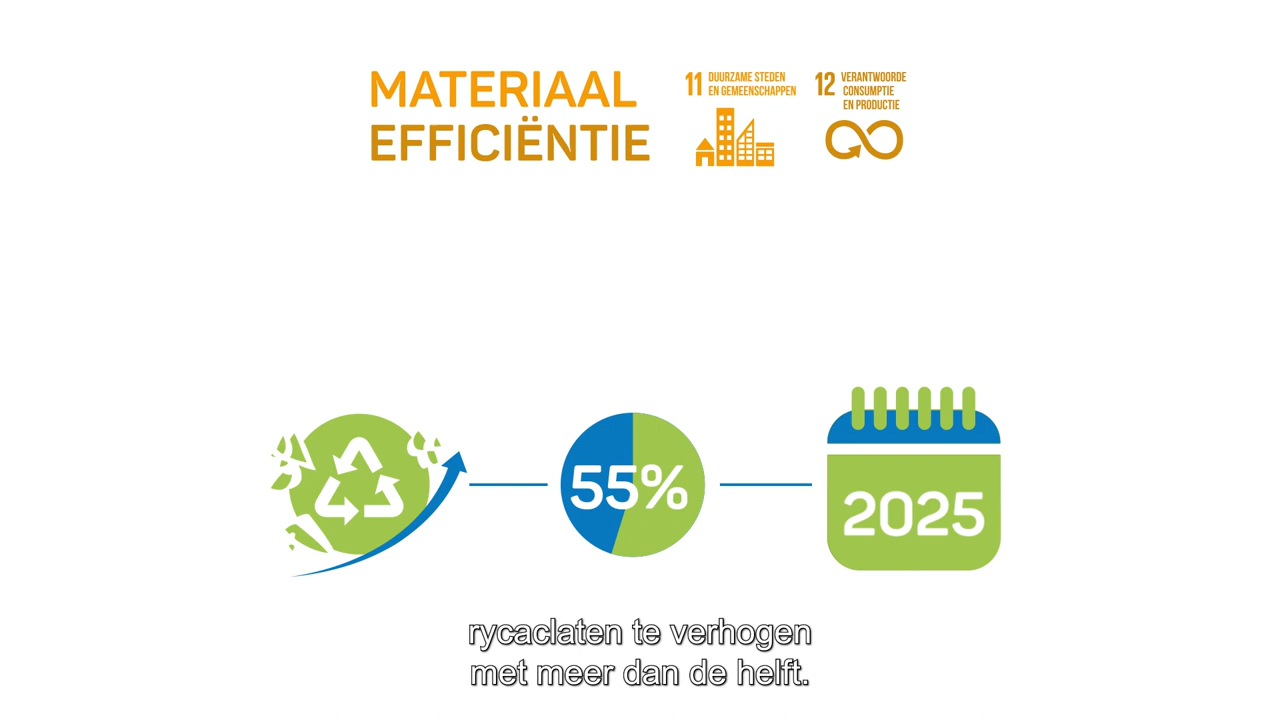 MATERIAAL
EFFICIËNTIE
11 DUURZAME STEDEN
EN GEMEENSCHAPPEN
12 VERANTWOORDE
CONSUMPTIE
EN PRODUCTIE
55%
2025
rycaclaten te verhogen
met meer dan de helft.